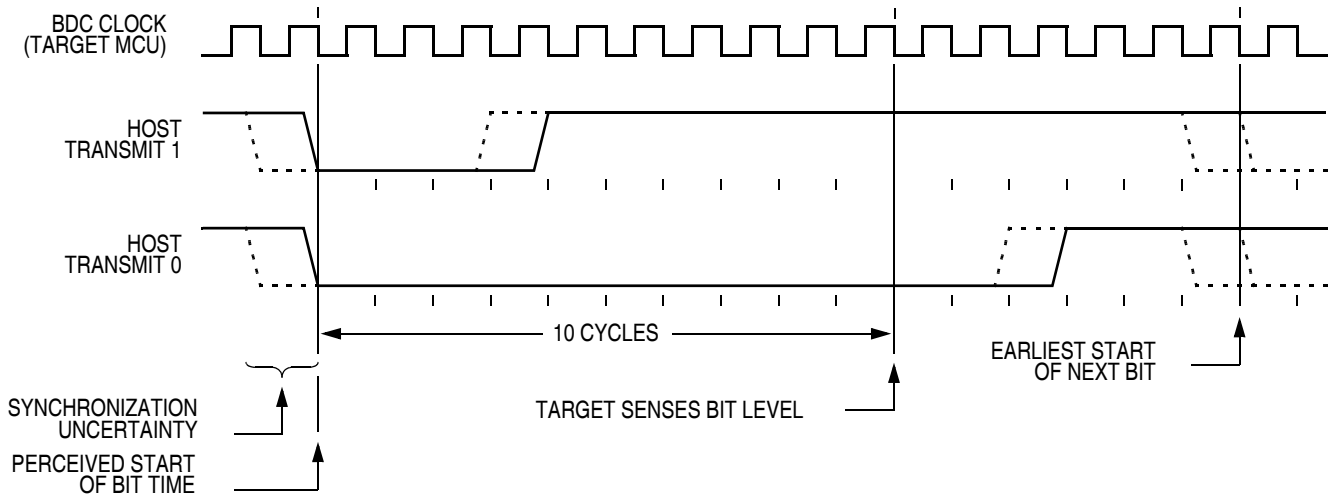 BDC CLOCK
(TARGET MCU)
HOST
TRANSMIT 1
HOST
TRANSMIT 0
10 CYCLES
EARLIEST START
OF NEXT BIT
SYNCHRONIZATION
UNCERTAINTY
TARGET SENSES BIT LEVEL
PERCEIVED START
OF BIT TIME